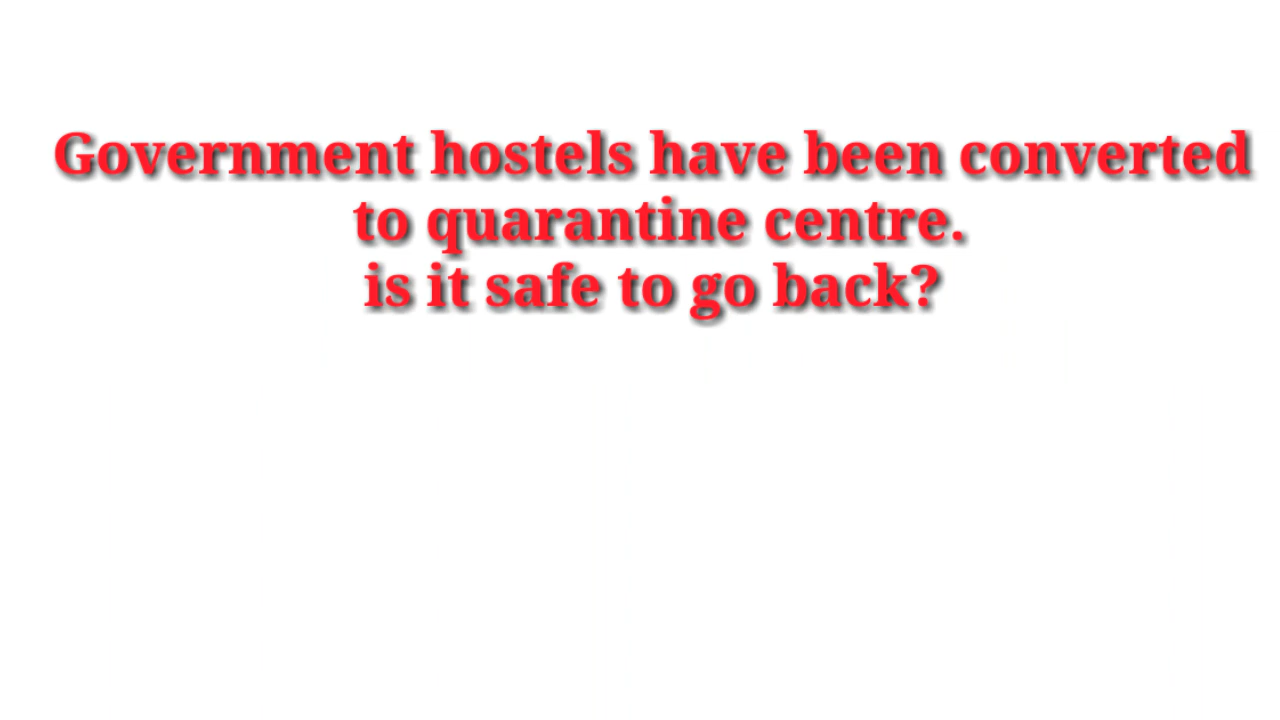 Government hostels have been converted
to quarantine centre.
is it safe to go back?